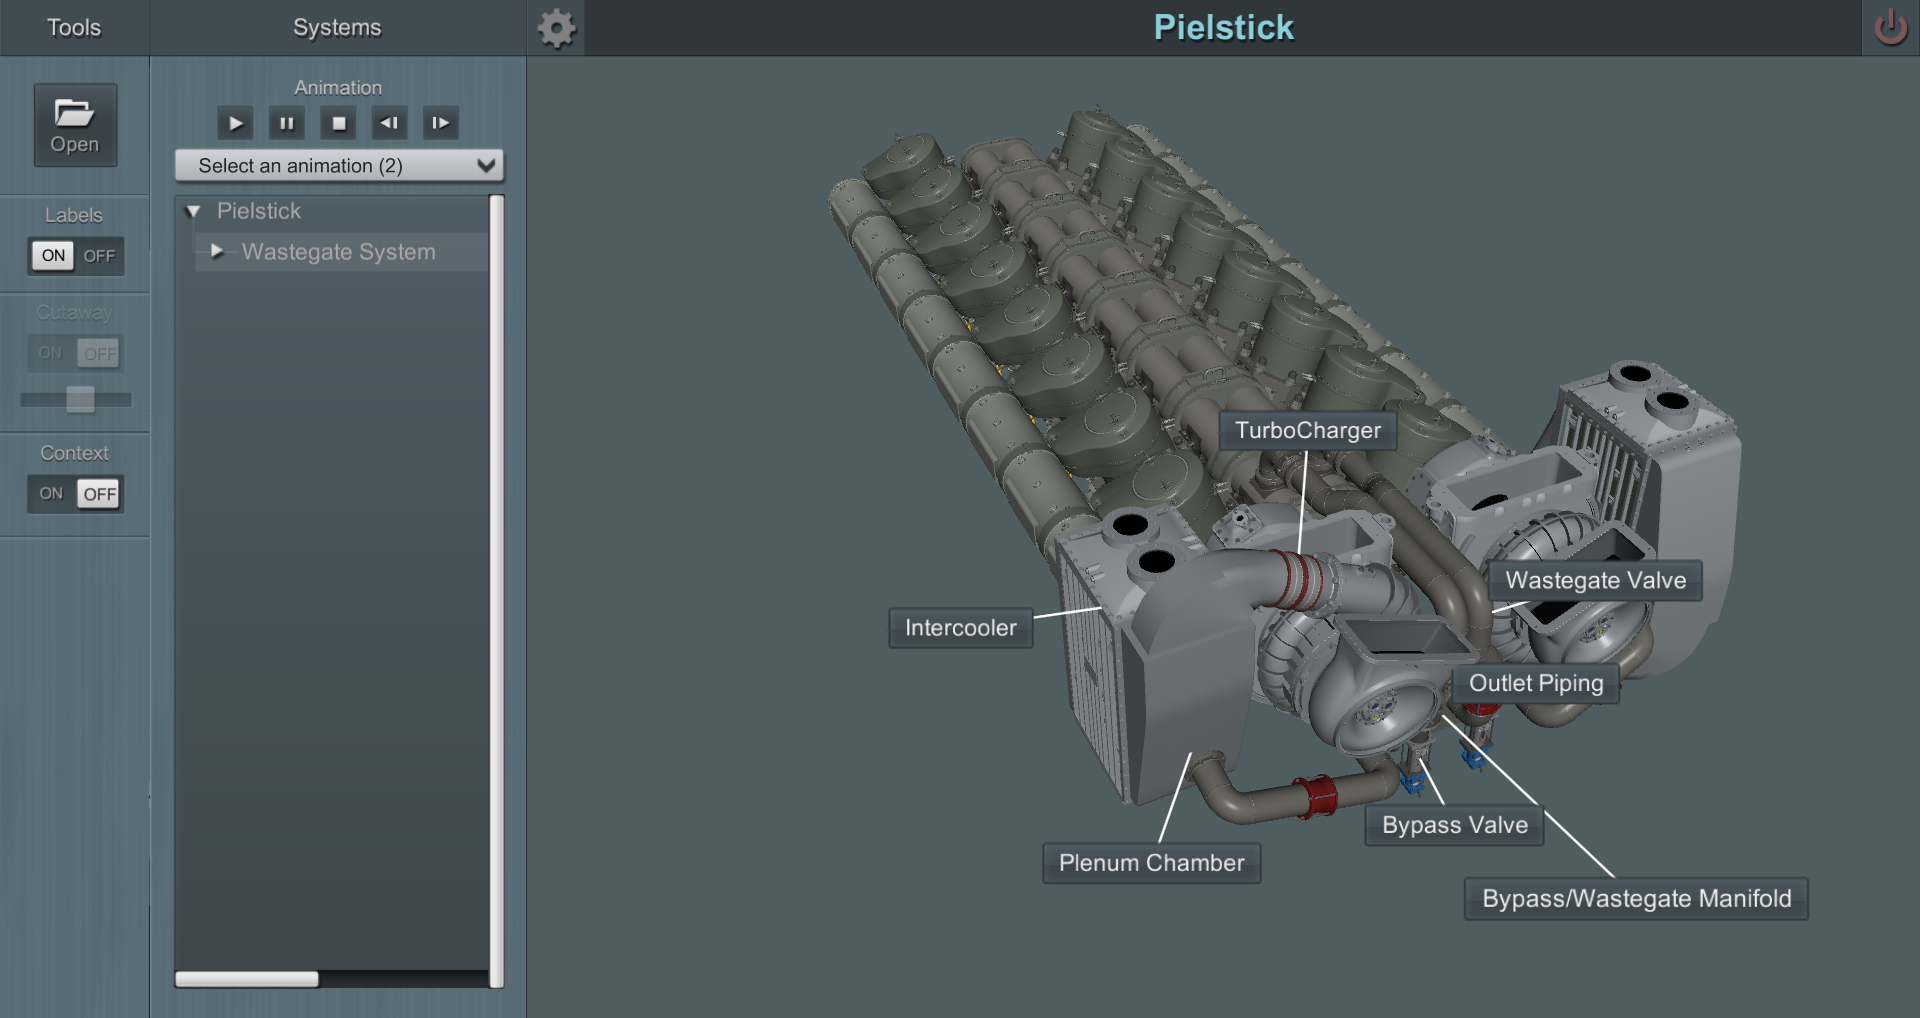 Tools
Systems
Pielstick
Open
Animation
Select an animation (2)
Pielstick
Wastegate System
Labels
ON OFF
Cutaway
ON OFF
Context
ON OFF
TurboCharger
Wastegate Valve
Intercooler
Outlet Piping
Bypass Valve
Plenum Chamber
Bypass/Wastegate Manifold